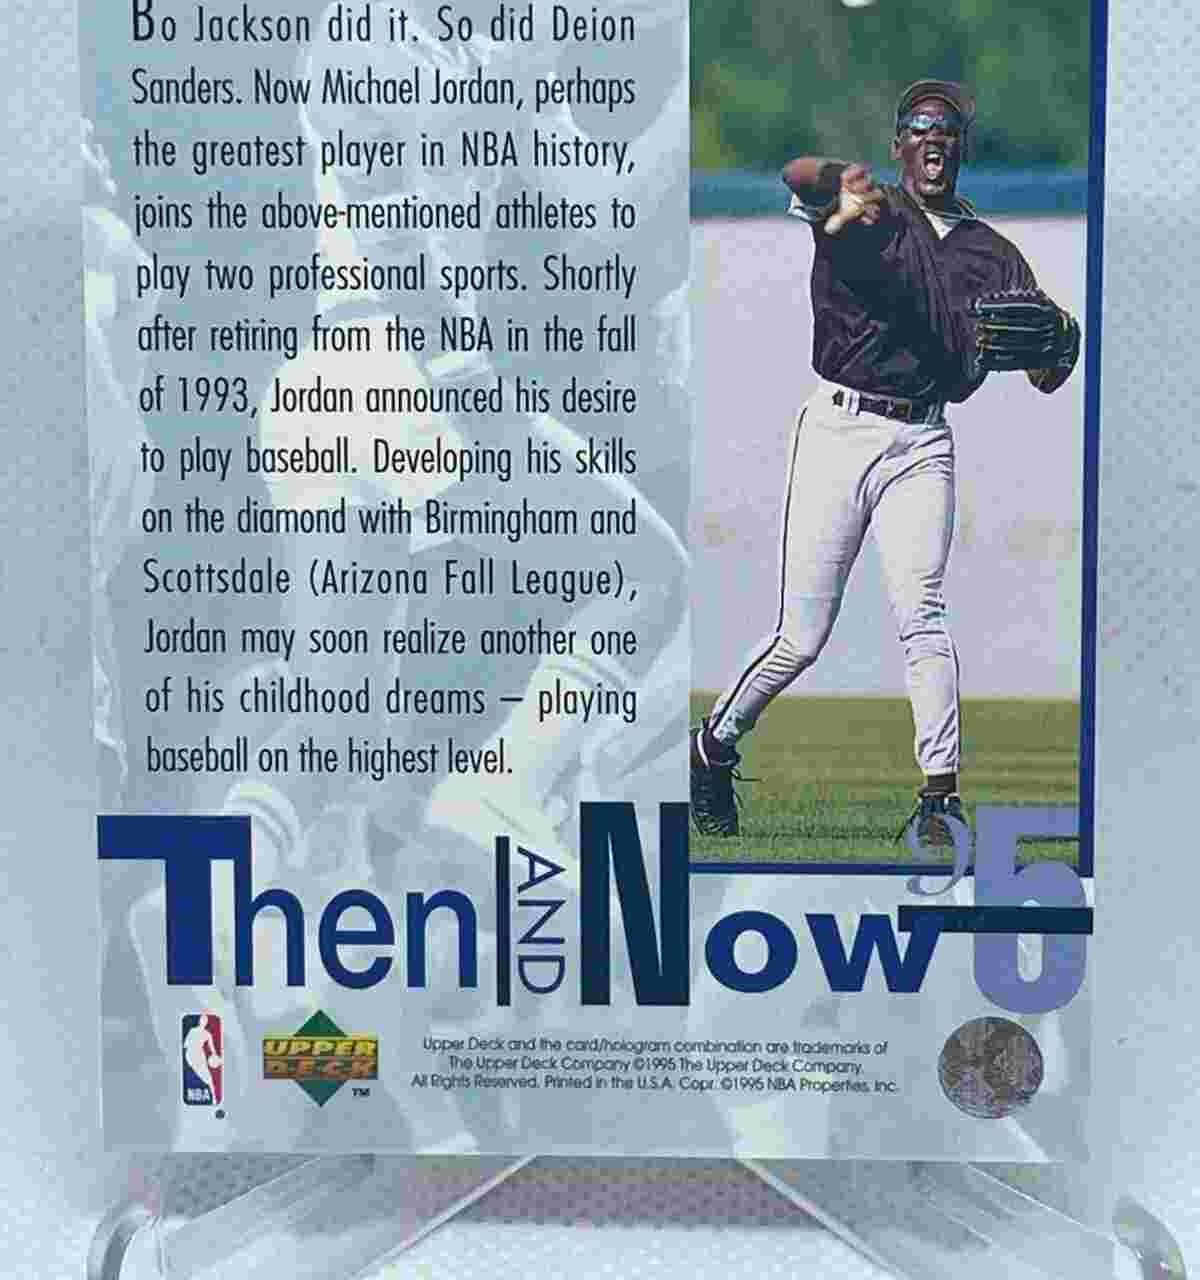 Bo Jackson did it. So did Deion
Sanders. Now Michael Jordan, perhaps
the greatest player in NBA history,
joins the above-mentioned athletes to
play two professional sports. Shortly
after retiring from the NBA in the fall
of 1993, Jordan announced his desire
to play baseball. Developing his skills
on the diamond with Birmingham and
Scottsdale (Arizona Fall League),
Jordan may soon realize another one
of his childhood dreams – playing
baseball on the highest level.
Then AND Now 95
NBA ®
UPPER
DECK ™
Upper Deck and the card/hologram combination are trademarks of
The Upper Deck Company ©1995 The Upper Deck Company.
All Rights Reserved. Printed in the U.S.A. Copr. ©1995 NBA Properties, Inc.